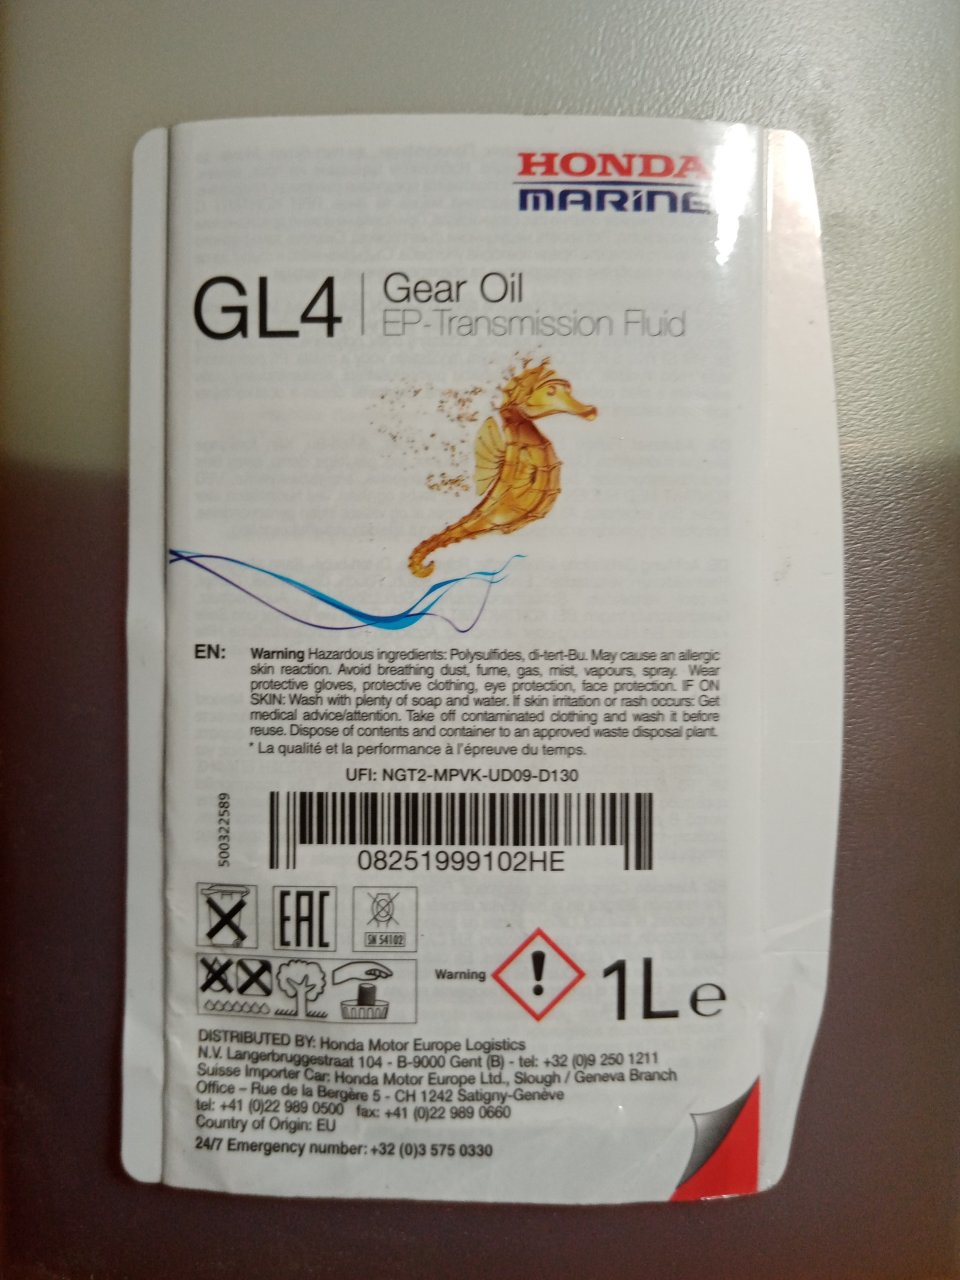 HONDA
MARINE
GL4
Gear Oil
EP-Transmission Fluid
EN: Warning Hazardous ingredients: Polysulfides, di-tert-Bu. May cause an allergic
skin reaction. Avoid breathing dust, fume, gas, mist, vapours, spray. Wear
protective gloves, protective clothing, eye protection, face protection. IF ON
SKIN: Wash with plenty of soap and water. If skin irritation or rash occurs: Get
medical advice/attention. Take off contaminated clothing and wash it before
reuse. Dispose of contents and container to an approved waste disposal plant.
* La qualité et la performance à l'épreuve du temps.
UFI: NGT2-MPVK-UD09-D130
500322589
08251999102HE
EAC
SN 54102
Warning
!
1L e
DISTRIBUTED BY: Honda Motor Europe Logistics
N.V. Langerbruggestraat 104 - B-9000 Gent (B) - tel: +32 (0)9 250 1211
Suisse Importer Car: Honda Motor Europe Ltd., Slough / Geneva Branch
Office – Rue de la Bergère 5 - CH 1242 Satigny-Genève
tel: +41 (0)22 989 0500 fax: +41 (0)22 989 0660
Country of Origin: EU
24/7 Emergency number: +32 (0)3 575 0330